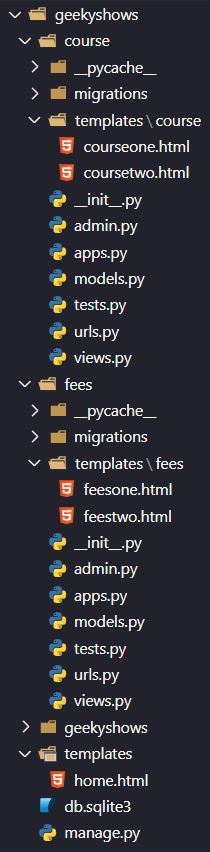 geekyshows
course
__pycache__
migrations
templates \ course
courseone.html
coursetwo.html
__init__.py
admin.py
apps.py
models.py
tests.py
urls.py
views.py
fees
__pycache__
migrations
templates \ fees
feesone.html
feestwo.html
__init__.py
admin.py
apps.py
models.py
tests.py
urls.py
views.py
geekyshows
templates
home.html
db.sqlite3
manage.py